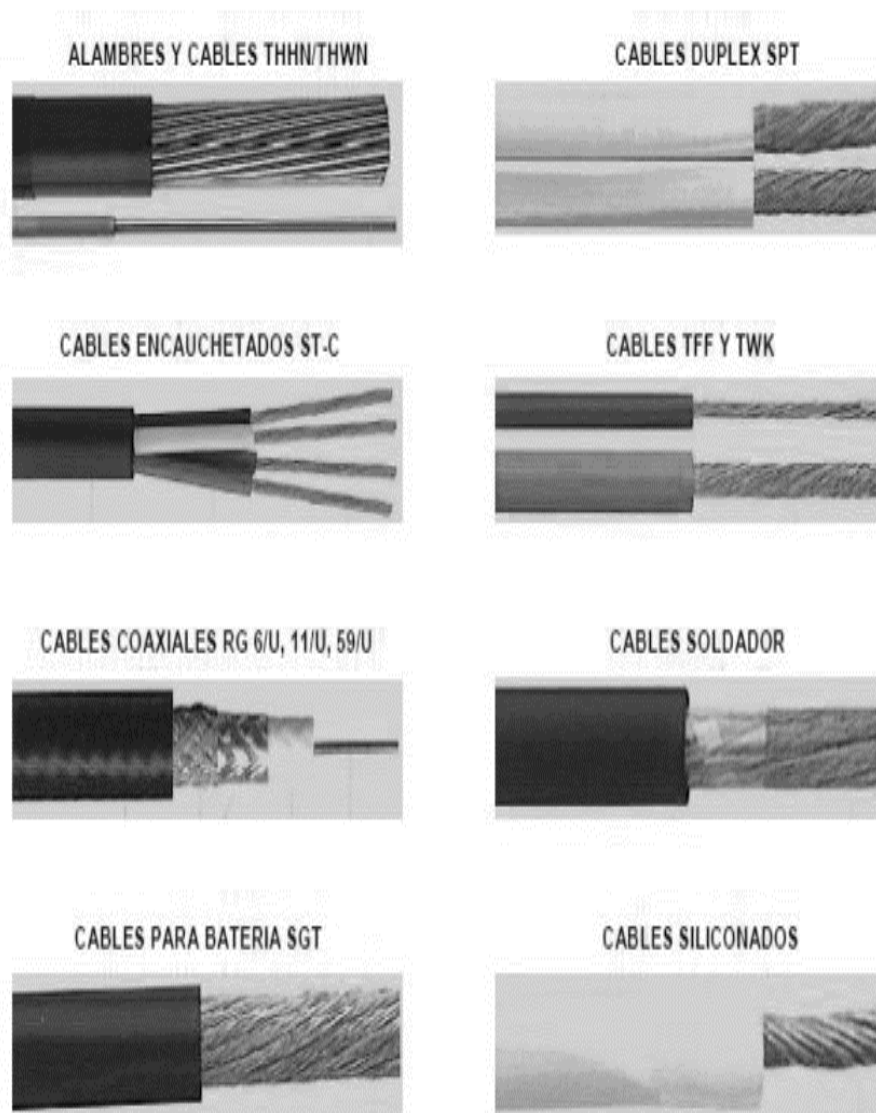 ALAMBRES Y CABLES THHN/THWN
CABLES DUPLEX SPT
CABLES ENCAUCHETADOS ST-C
CABLES TFF Y TWK
CABLES COAXIALES RG 6/U, 11/U, 59/U
CABLES SOLDADOR
CABLES PARA BATERIA SGT
CABLES SILICONADOS